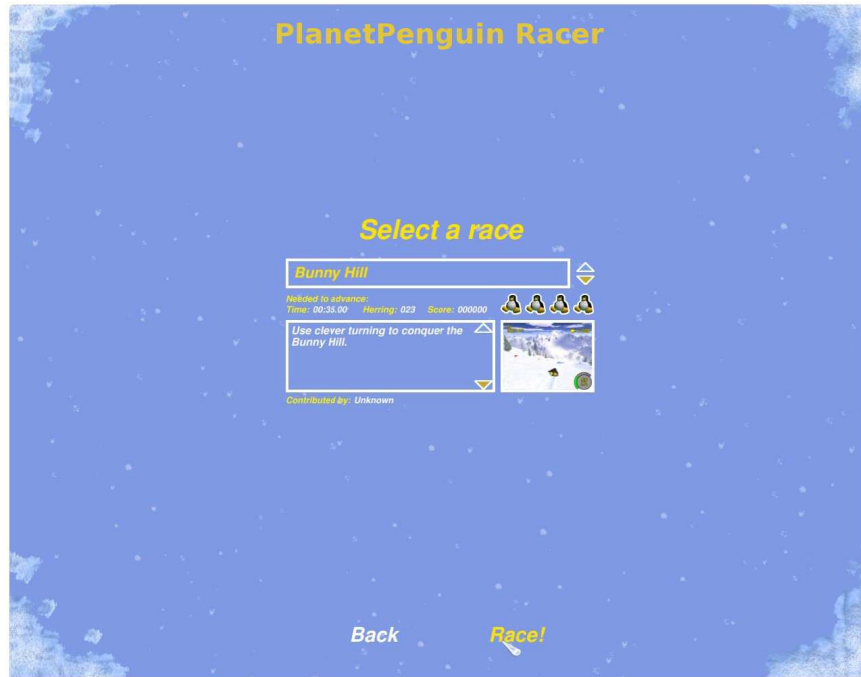 PlanetPenguin Racer
Select a race
Bunny Hill
Needed to advance:
Time: 00:35.00 Herring: 023 Score: 000000
Use clever turning to conquer the
Bunny Hill.
Contributed by: Unknown
Back Race!